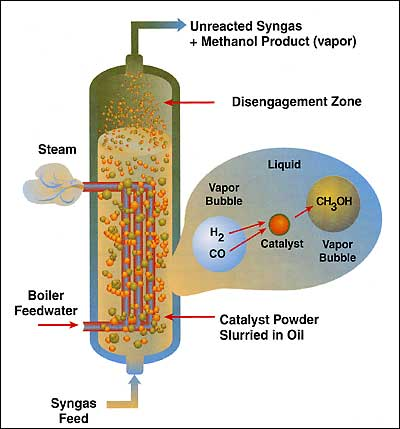 Unreacted Syngas
+ Methanol Product (vapor)
Disengagement Zone
Steam
Liquid
Vapor
Bubble
H2
CO
Catalyst
CH3OH
Vapor
Bubble
Boiler
Feedwater
Catalyst Powder
Slurried in Oil
Syngas
Feed